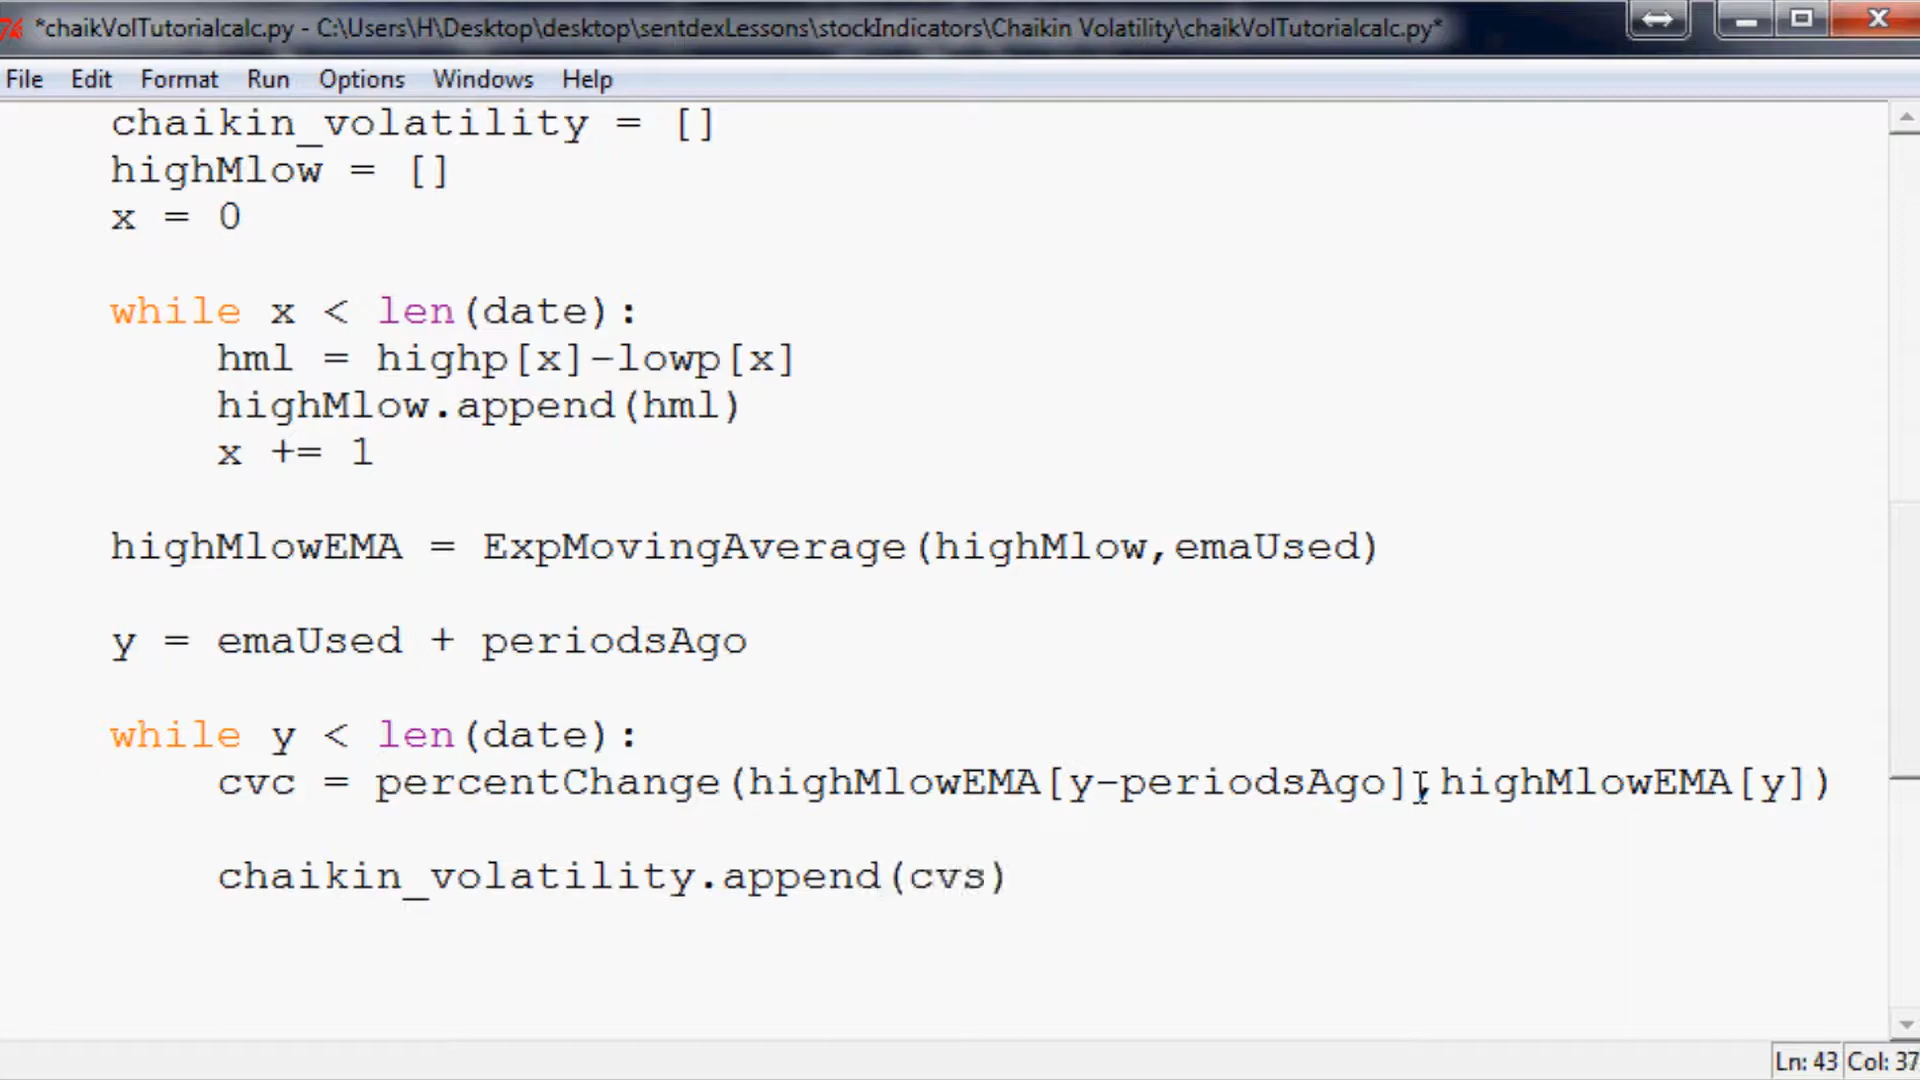 *chaikVolTutorialcalc.py - C:\Users\H\Desktop\desktop\sentdexLessons\stockIndicators\Chaikin Volatility\chaikVolTutorialcalc.py*
File Edit Format Run Options Windows Help
chaikin_volatility = []
highMlow = []
x = 0
while x < len(date):
hml = highp[x]-lowp[x]
highMlow.append(hml)
x += 1
highMlowEMA = ExpMovingAverage(highMlow,emaUsed)
y = emaUsed + periodsAgo
while y < len(date):
cvc = percentChange(highMlowEMA[y-periodsAgo],highMlowEMA[y])
chaikin_volatility.append(cvs)
Ln: 43 Col: 37